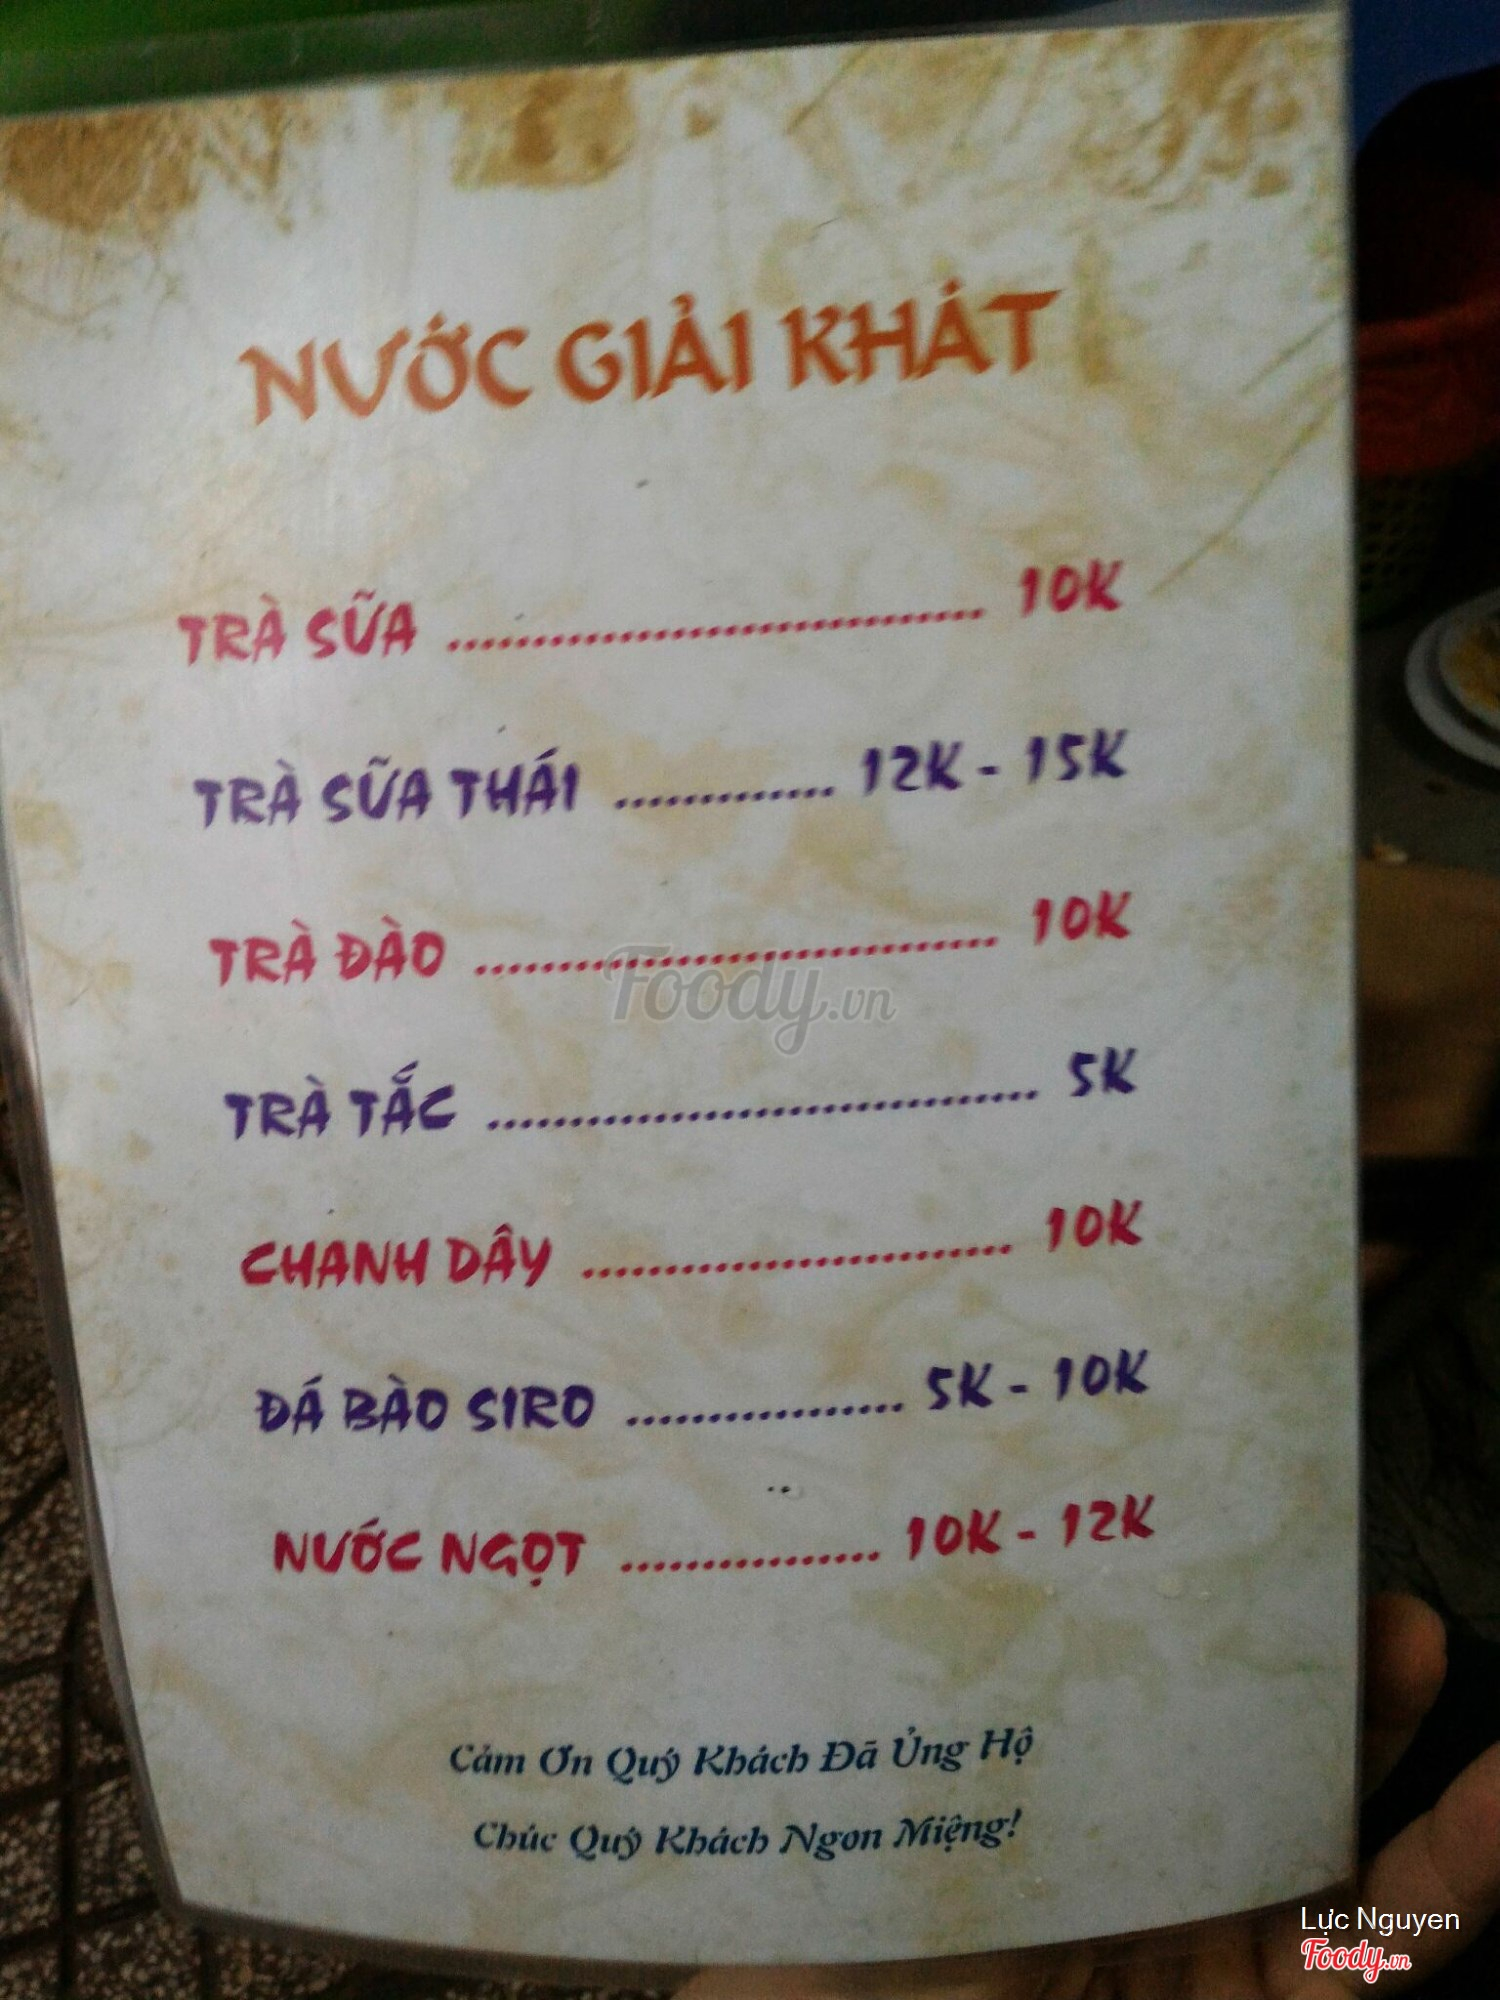 NƯỚC GIẢI KHÁT
TRÀ SỮA ................................ 10K
TRÀ SỮA THÁI ............. 12K - 15K
TRÀ ĐÀO ................................ 10K
TRÀ TẮC ................................. 5K
CHANH DÂY .......................... 10K
ĐÁ BÀO SIRO ................. 5K - 10K
NƯỚC NGỌT ................ 10K - 12K
Cảm Ơn Quý Khách Đã Ủng Hộ
Chúc Quý Khách Ngon Miệng!
Foody.vn
Lực Nguyen
Foody.vn